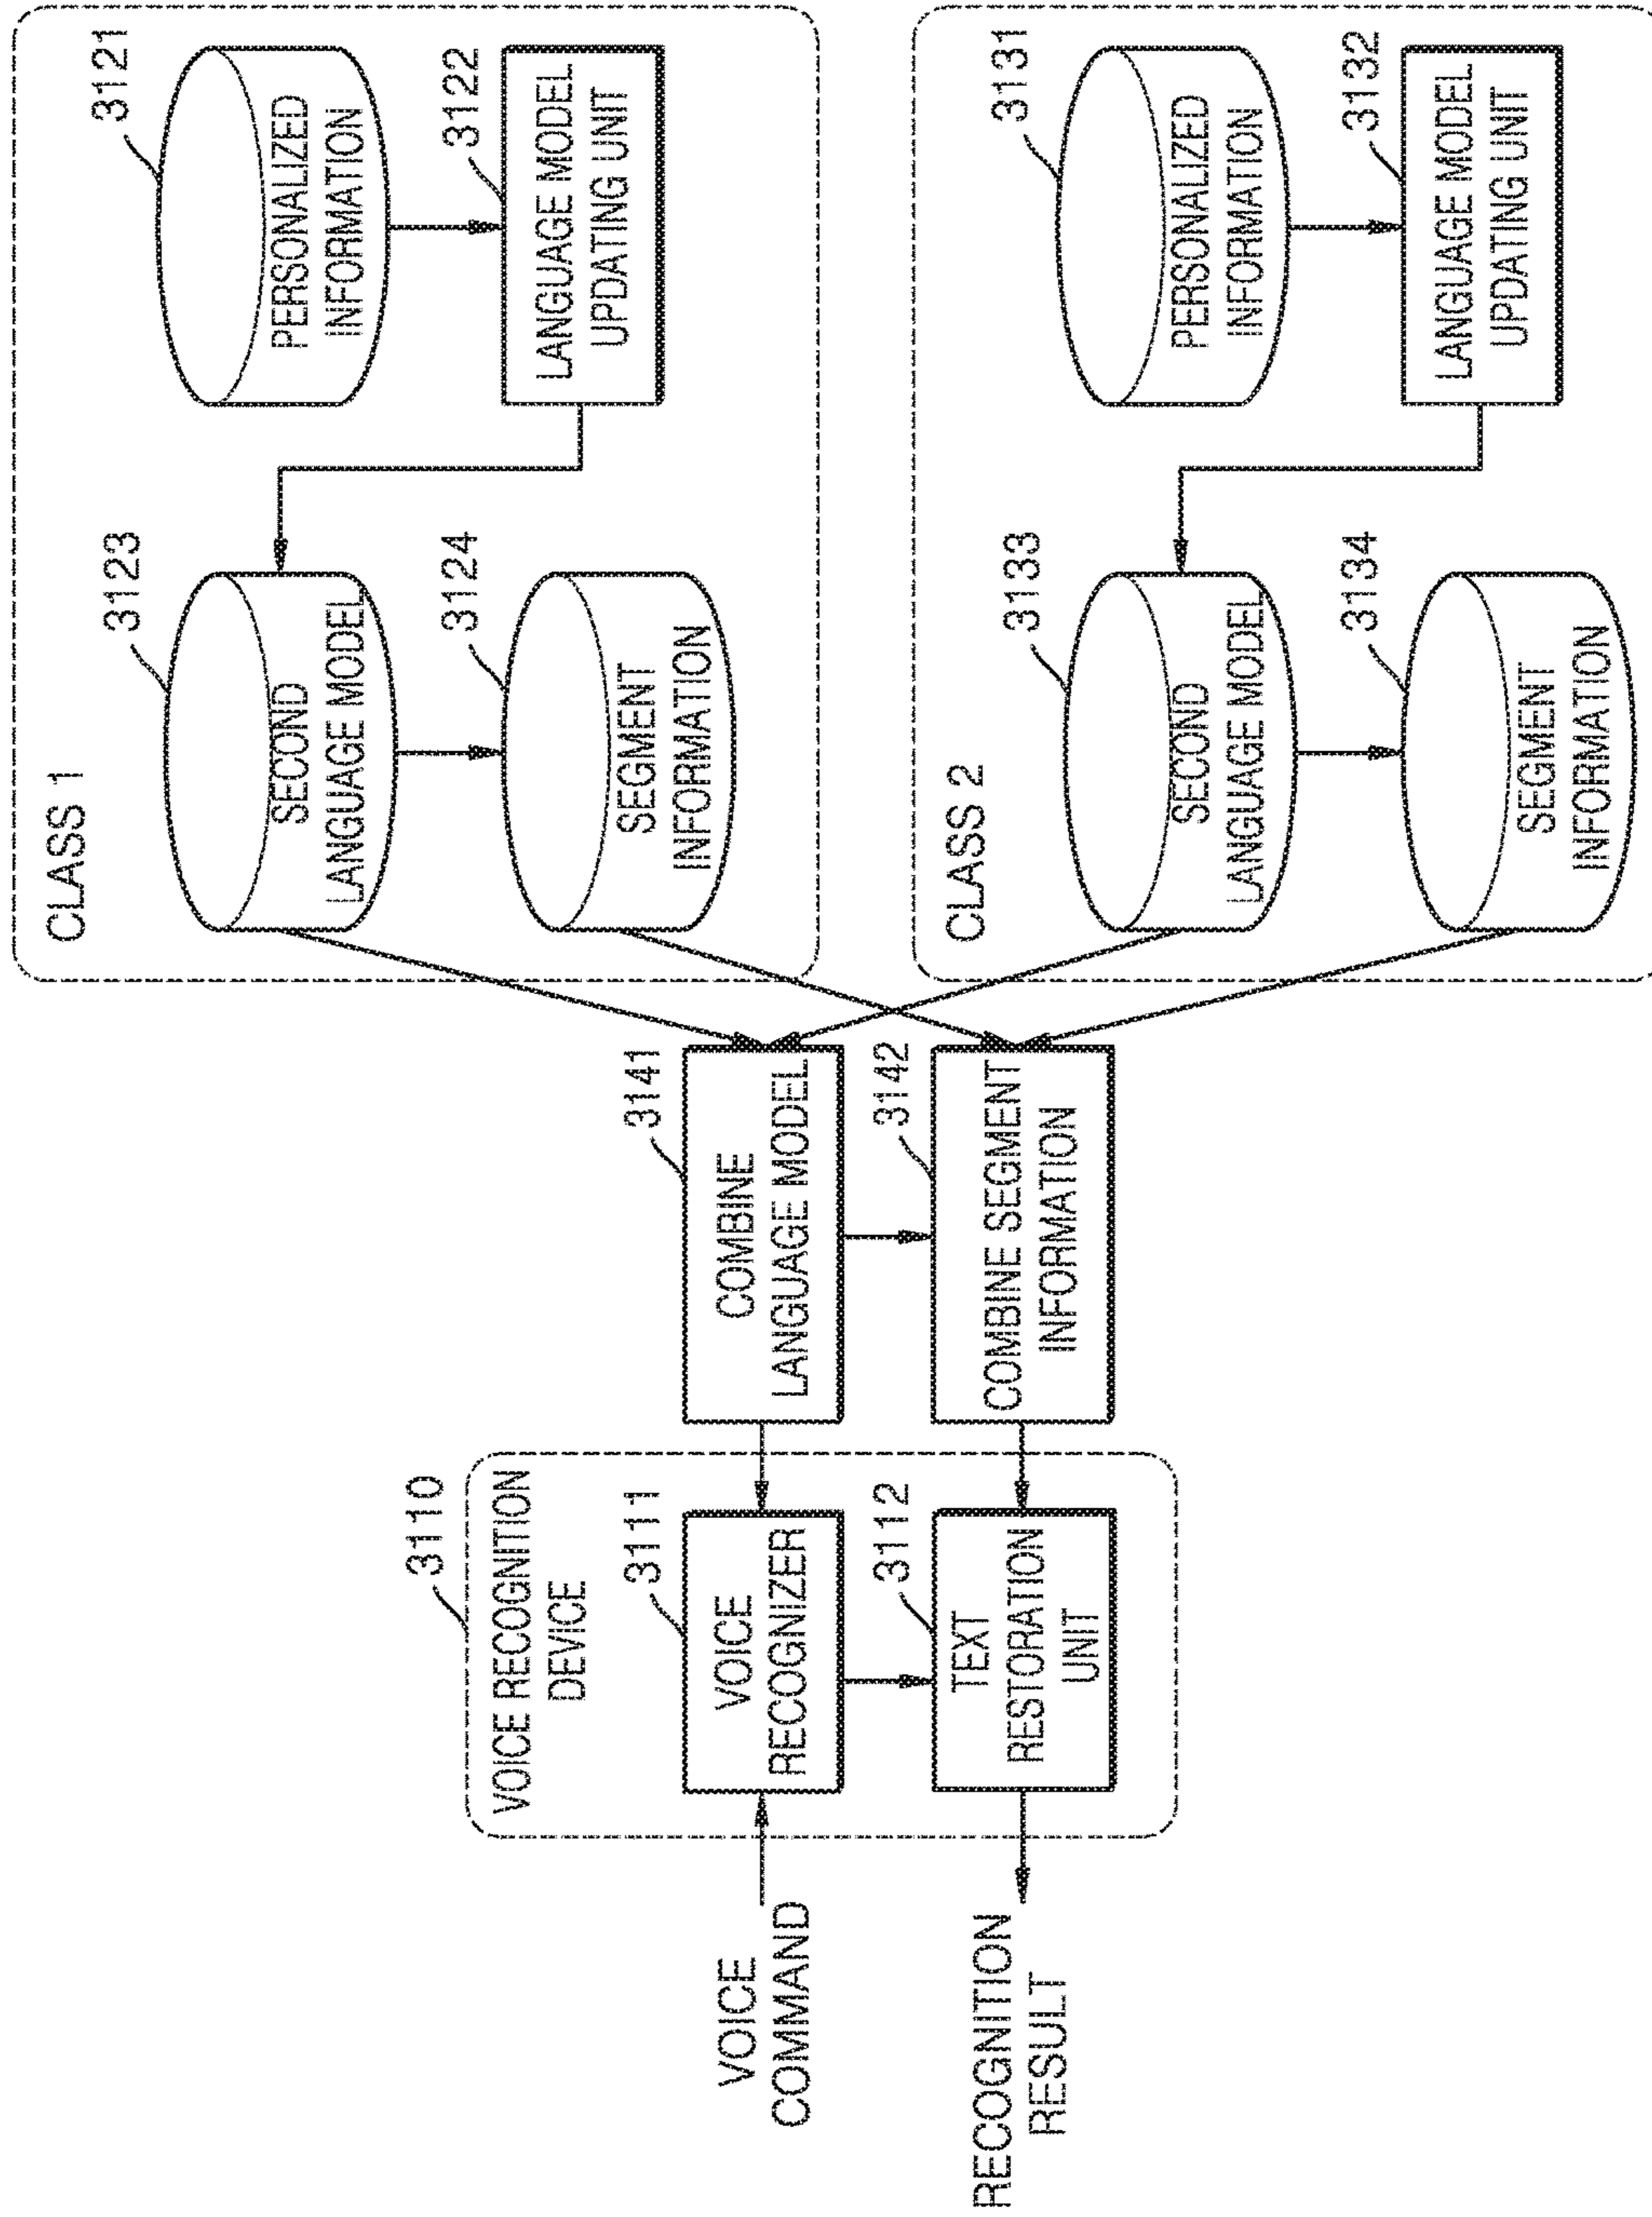 VOICE
COMMAND
RECOGNITION
RESULT
3110
VOICE RECOGNITION
DEVICE
3111
VOICE
RECOGNIZER
3112
TEXT
RESTORATION
UNIT
3141
COMBINE
LANGUAGE MODEL
3142
COMBINE SEGMENT
INFORMATION
CLASS 1
3123
SECOND
LANGUAGE MODEL
3124
SEGMENT
INFORMATION
3121
PERSONALIZED
INFORMATION
3122
LANGUAGE MODEL
UPDATING UNIT
CLASS 2
3133
SECOND
LANGUAGE MODEL
3134
SEGMENT
INFORMATION
3131
PERSONALIZED
INFORMATION
3132
LANGUAGE MODEL
UPDATING UNIT